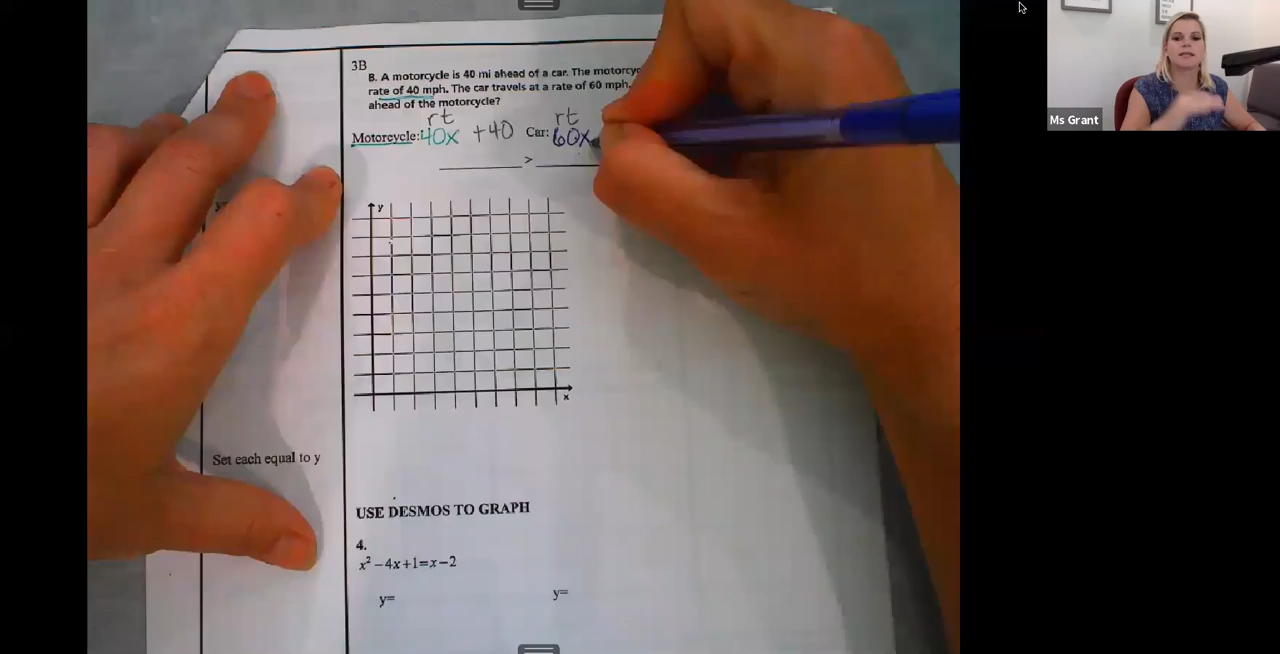 3B
B. A motorcycle is 40 mi ahead of a car. The
rate of 40 mph. The car travels at a rate of 60 mph.
ahead of the motorcycle?
rt rt
Motorcycle: 40x +40 Car: 60x
>
y
Set each equal to y
x
USE DESMOS TO GRAPH
4.
x² – 4x+1=x–2
y= y=
Ms Grant